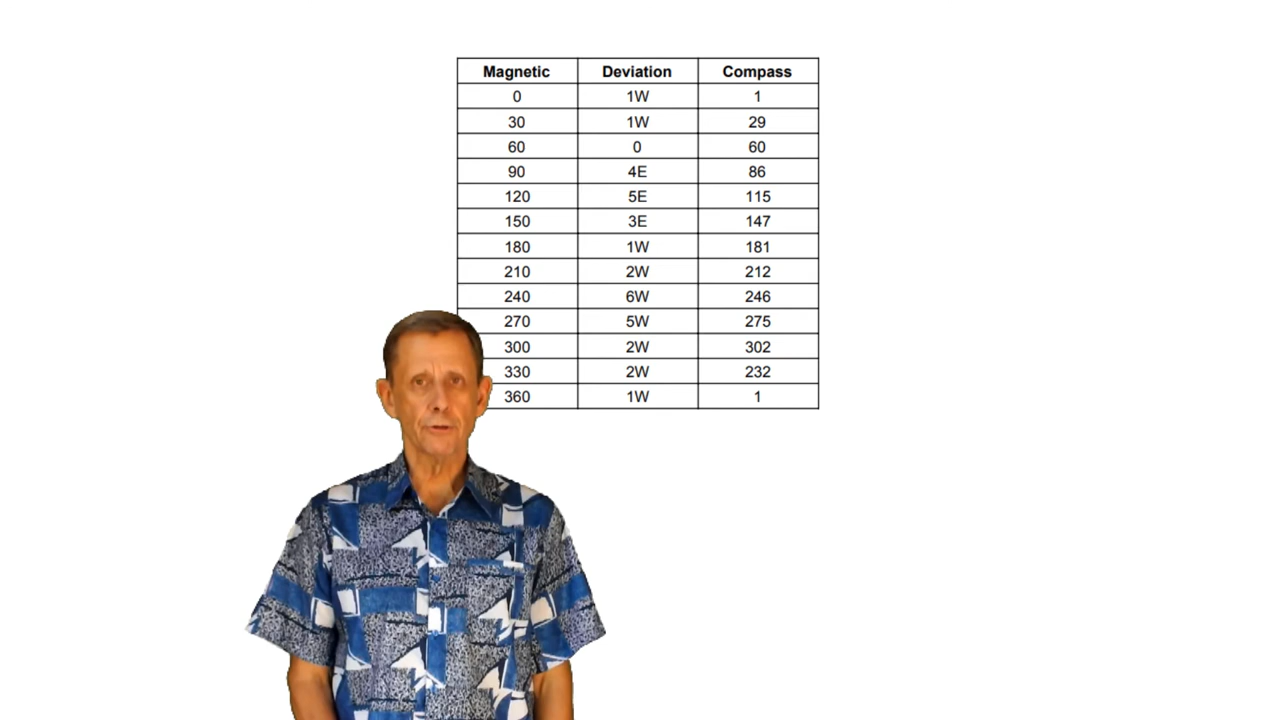 Magnetic Deviation Compass
0 1W 1
30 1W 29
60 0 60
90 4E 86
120 5E 115
150 3E 147
180 1W 181
210 2W 212
240 6W 246
270 5W 275
300 2W 302
330 2W 232
360 1W 1